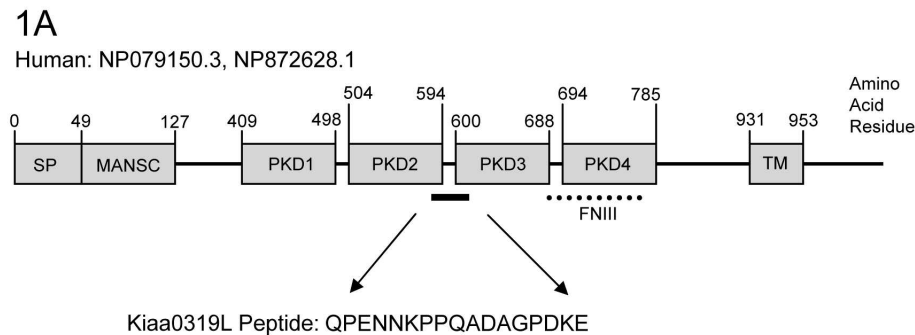 1A
Human: NP079150.3, NP872628.1
Amino
Acid
Residue
504 594 694 785
0 49 127 409 498 600 688 931 953
SP MANSC PKD1 PKD2 PKD3 PKD4 TM
FNIII
Kiaa0319L Peptide: QPENNKPPQADAGPDKE